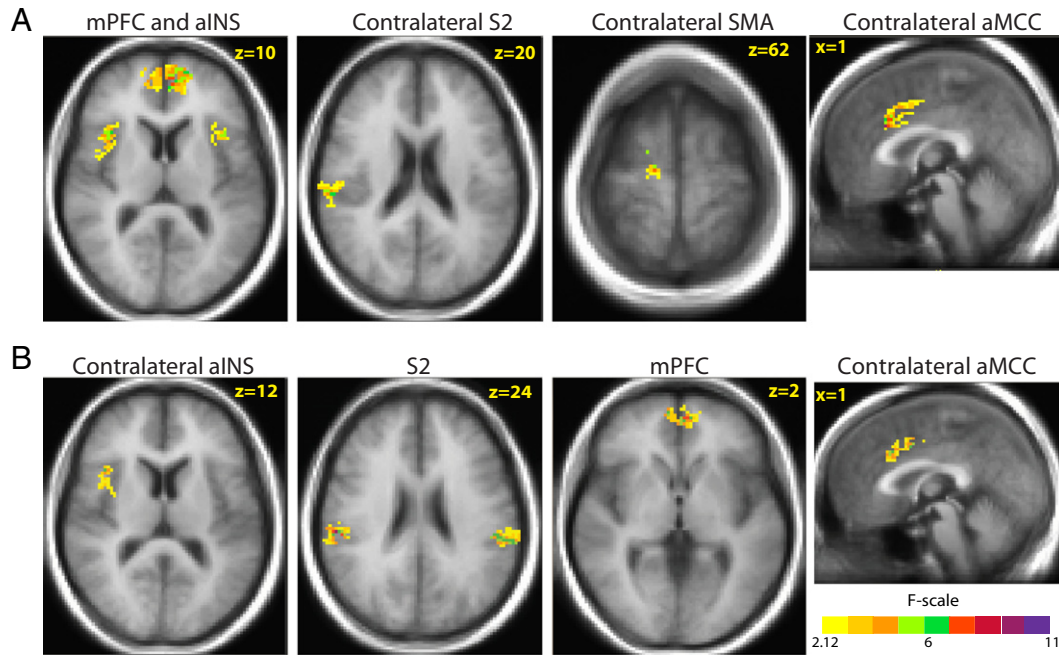 A
mPFC and aINS
Contralateral S2
Contralateral SMA
Contralateral aMCC
z=10
z=20
z=62
x=1
B
Contralateral aINS
S2
mPFC
Contralateral aMCC
z=12
z=24
z=2
x=1
F-scale
2.12 6 11